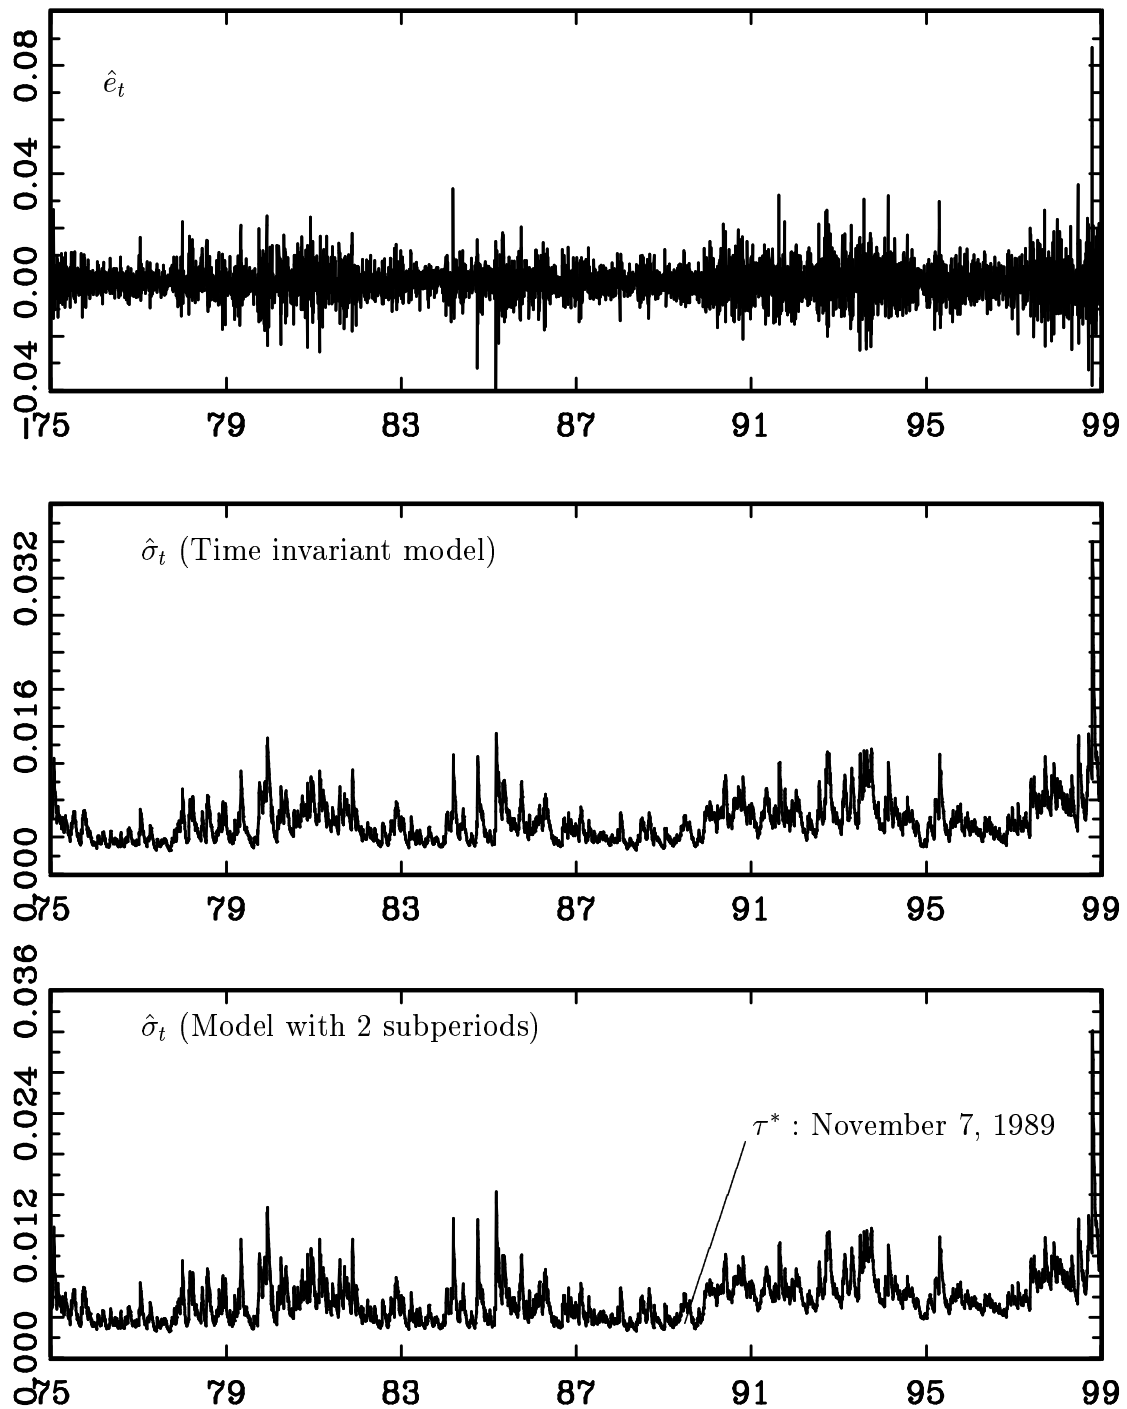 0.08
ê_t
0.04
0.00
−0.04
75 79 83 87 91 95 99
0.032
σ̂_t (Time invariant model)
0.016
0.000
75 79 83 87 91 95 99
0.036
σ̂_t (Model with 2 subperiods)
0.024
τ* : November 7, 1989
0.012
0.000
75 79 83 87 91 95 99